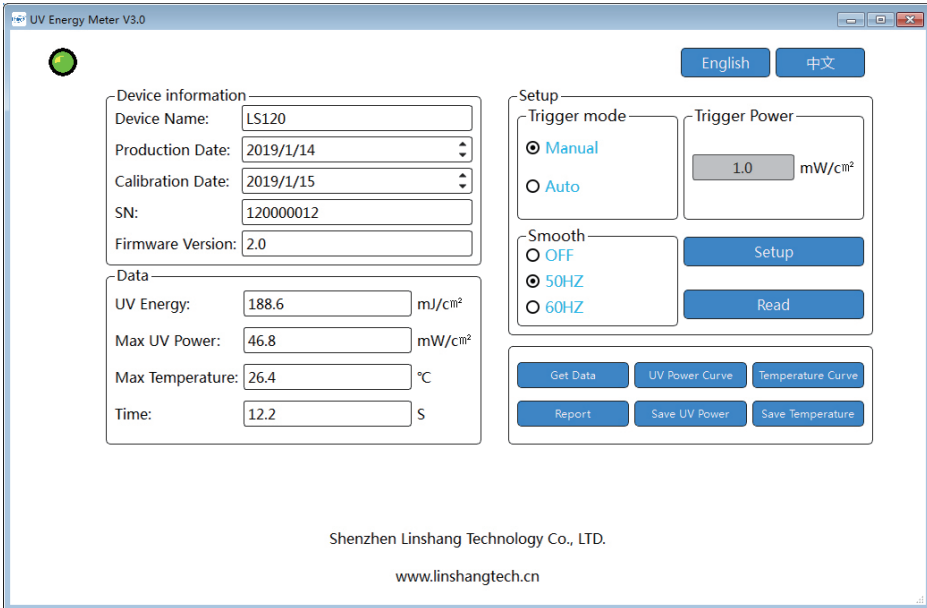 UV Energy Meter V3.0
English 中文
Device information
Device Name: LS120
Production Date: 2019/1/14
Calibration Date: 2019/1/15
SN: 120000012
Firmware Version: 2.0
Data
UV Energy: 188.6 mJ/c㎡
Max UV Power: 46.8 mW/c㎡
Max Temperature: 26.4 ℃
Time: 12.2 S
Setup
Trigger mode
Manual
Auto
Trigger Power
1.0 mW/c㎡
Smooth
OFF
50HZ
60HZ
Setup
Read
Get Data UV Power Curve Temperature Curve
Report Save UV Power Save Temperature
Shenzhen Linshang Technology Co., LTD.
www.linshangtech.cn